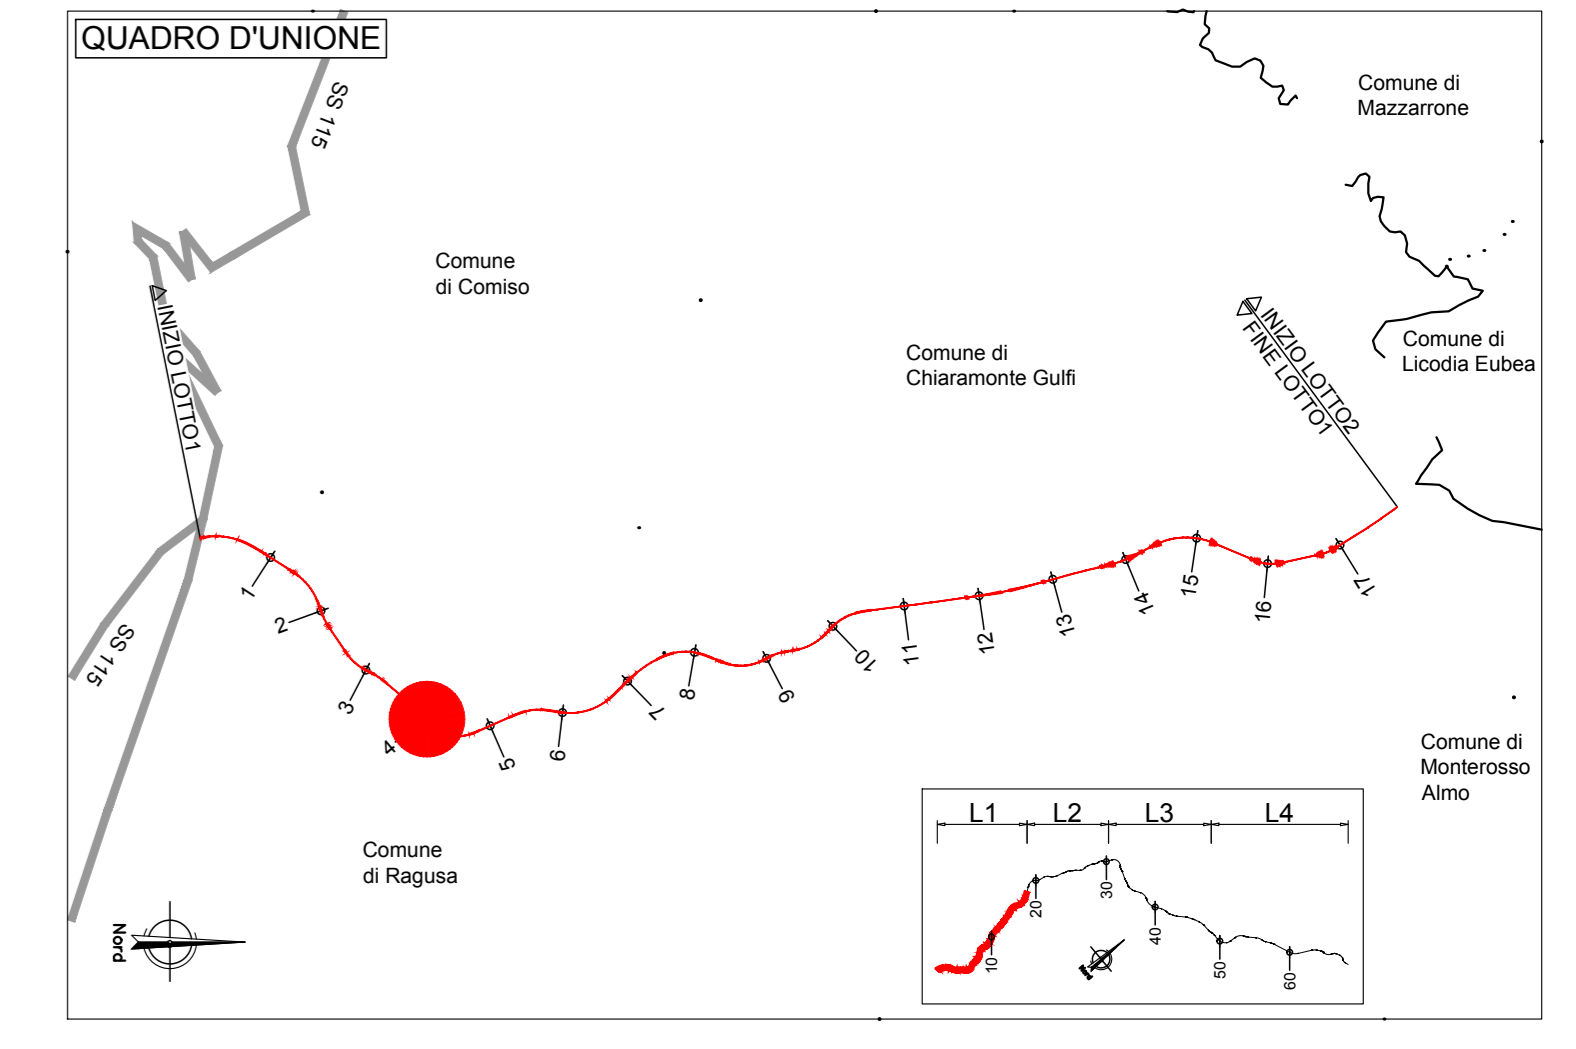 QUADRO D'UNIONE
SS 115
Comune di
Mazzarrone
Comune
di Comiso
INIZIO LOTTO1
INIZIO LOTTO2
FINE LOTTO1
Comune di
Chiaramonte Gulfi
Comune di
Licodia Eubea
1
2
3
4
5
6
7
8
9
10
11
12
13
14
15
16
17
SS 115
Comune di
Monterosso
Almo
Comune
di Ragusa
Nord
L1
L2
L3
L4
10
20
30
40
50
60
Nord